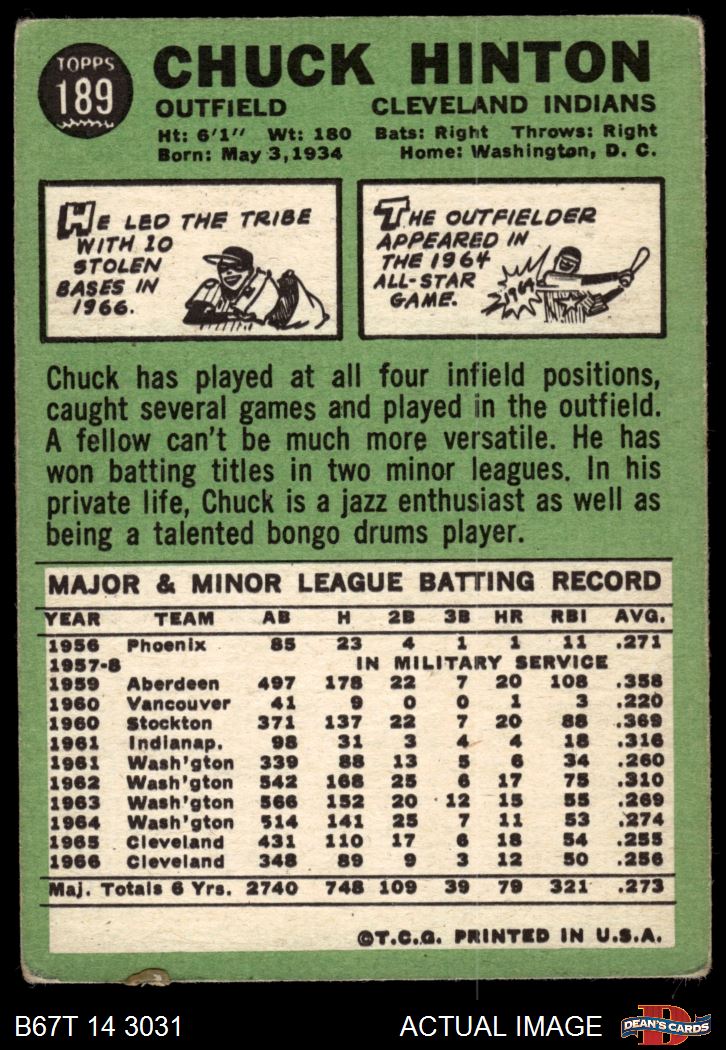 TOPPS
189
CHUCK HINTON
OUTFIELD CLEVELAND INDIANS
Ht: 6'1" Wt: 180 Bats: Right Throws: Right
Born: May 3, 1934 Home: Washington, D. C.
HE LED THE TRIBE
WITH 10
STOLEN
BASES IN
1966.
THE OUTFIELDER
APPEARED IN
THE 1964
ALL-STAR
GAME.
1964
Chuck has played at all four infield positions,
caught several games and played in the outfield.
A fellow can't be much more versatile. He has
won batting titles in two minor leagues. In his
private life, Chuck is a jazz enthusiast as well as
being a talented bongo drums player.
MAJOR & MINOR LEAGUE BATTING RECORD
YEAR TEAM AB H 2B 3B HR RBI AVG.
1956 Phoenix 85 23 4 1 1 11 .271
1957-8 IN MILITARY SERVICE
1959 Aberdeen 497 178 22 7 20 108 .358
1960 Vancouver 41 9 0 0 1 3 .220
1960 Stockton 371 137 22 7 20 88 .369
1961 Indianap. 98 31 3 4 4 18 .316
1961 Wash'gton 339 88 13 5 6 34 .260
1962 Wash'gton 542 168 25 6 17 75 .310
1963 Wash'gton 566 152 20 12 15 55 .269
1964 Wash'gton 514 141 25 7 11 53 .274
1965 Cleveland 431 110 17 6 18 54 .255
1966 Cleveland 348 89 9 3 12 50 .256
Maj. Totals 6 Yrs. 2740 748 109 39 79 321 .273
©T.C.G. PRINTED IN U.S.A.
B67T 14 3031 ACTUAL IMAGE
D
DEAN'S CARDS